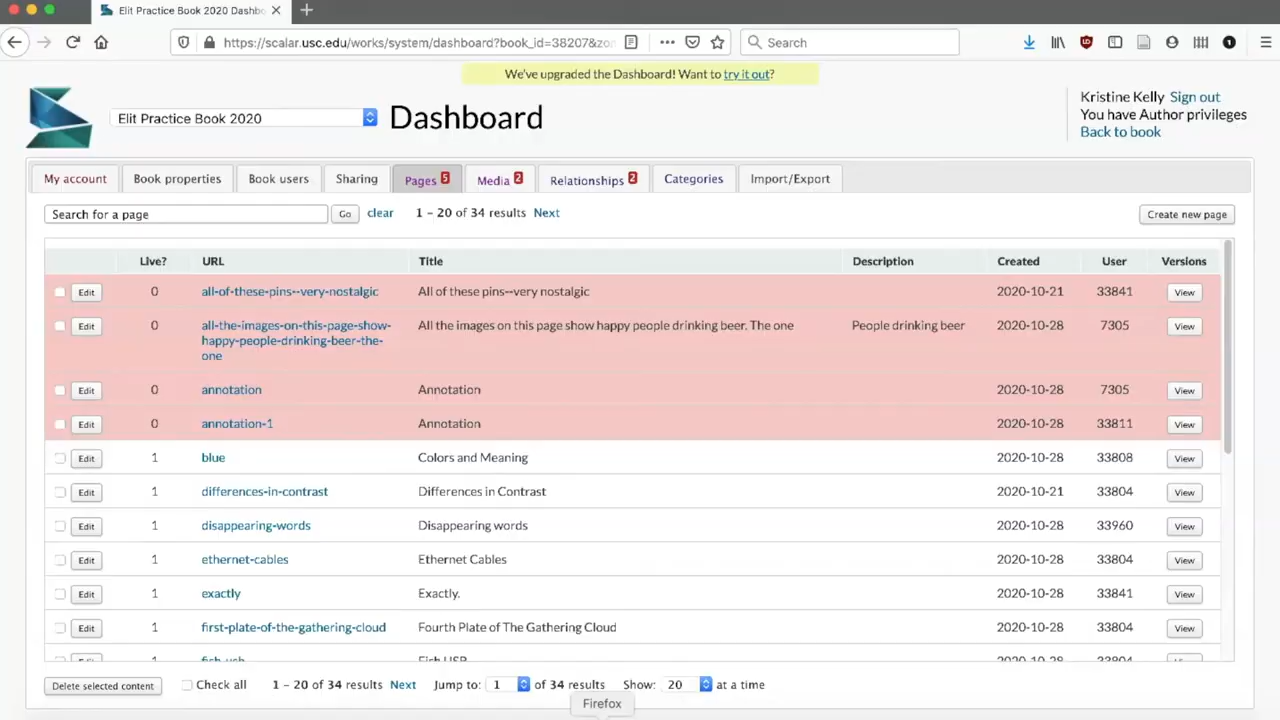 Elit Practice Book 2020 Dashbo
https://scalar.usc.edu/works/system/dashboard?book_id=38207&zo
Search
We've upgraded the Dashboard! Want to try it out?
Elit Practice Book 2020
Dashboard
Kristine Kelly Sign out
You have Author privileges
Back to book
My account
Book properties
Book users
Sharing
Pages 5
Media 2
Relationships 2
Categories
Import/Export
Search for a page
Go
clear
1 – 20 of 34 results Next
Create new page
Live? URL Title Description Created User Versions
Edit 0 all-of-these-pins--very-nostalgic All of these pins--very nostalgic 2020-10-21 33841 View
Edit 0 all-the-images-on-this-page-show- All the images on this page show happy people drinking beer. The one People drinking beer 2020-10-28 7305 View
happy-people-drinking-beer-the-
one
Edit 0 annotation Annotation 2020-10-28 7305 View
Edit 0 annotation-1 Annotation 2020-10-28 33811 View
Edit 1 blue Colors and Meaning 2020-10-28 33808 View
Edit 1 differences-in-contrast Differences in Contrast 2020-10-21 33804 View
Edit 1 disappearing-words Disappearing words 2020-10-28 33960 View
Edit 1 ethernet-cables Ethernet Cables 2020-10-28 33804 View
Edit 1 exactly Exactly. 2020-10-28 33841 View
Edit 1 first-plate-of-the-gathering-cloud Fourth Plate of The Gathering Cloud 2020-10-28 33804 View
Edit 1 fish-usb Fish USB 2020-10-28 33804
Delete selected content
Check all
1 – 20 of 34 results Next
Jump to: 1 of 34 results
Show: 20 at a time
Firefox